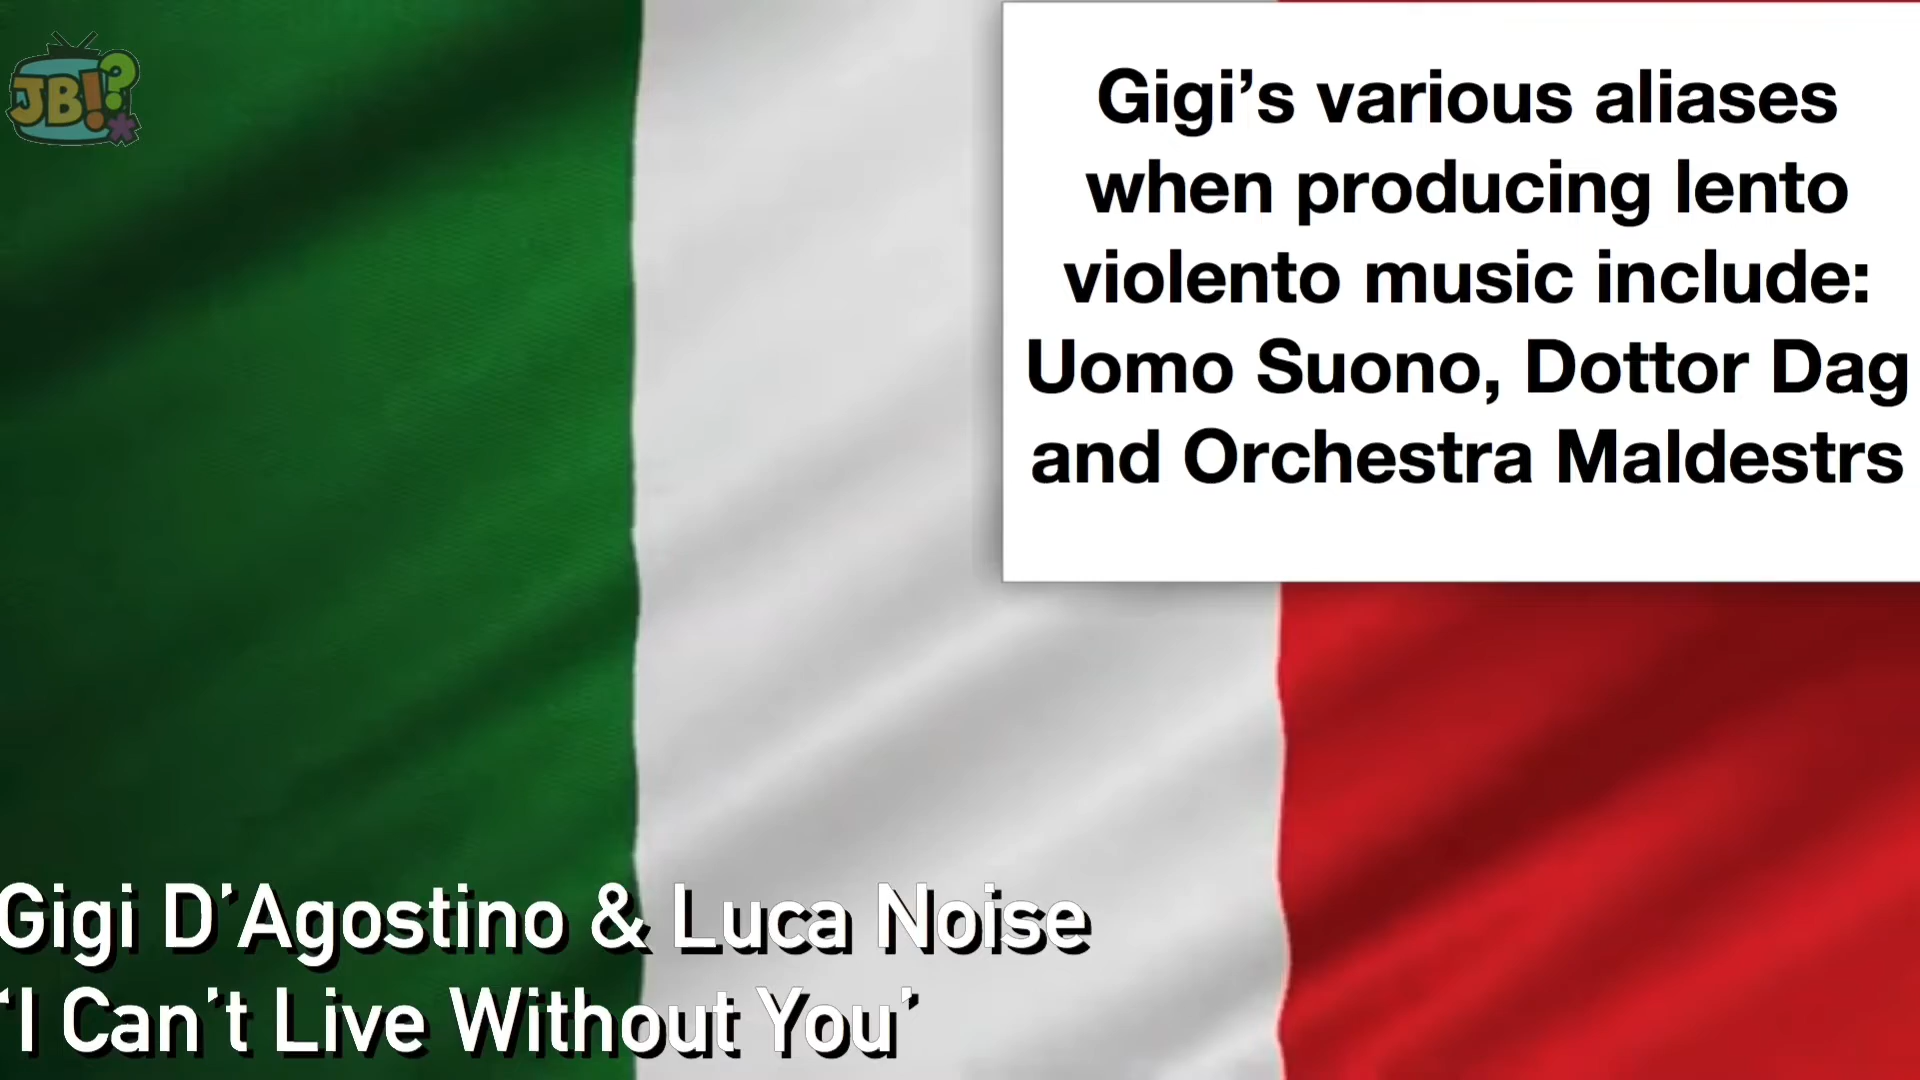 JB!?*
Gigi’s various aliases
when producing lento
violento music include:
Uomo Suono, Dottor Dag
and Orchestra Maldestrs
Gigi D'Agostino & Luca Noise
‘I Can't Live Without You’